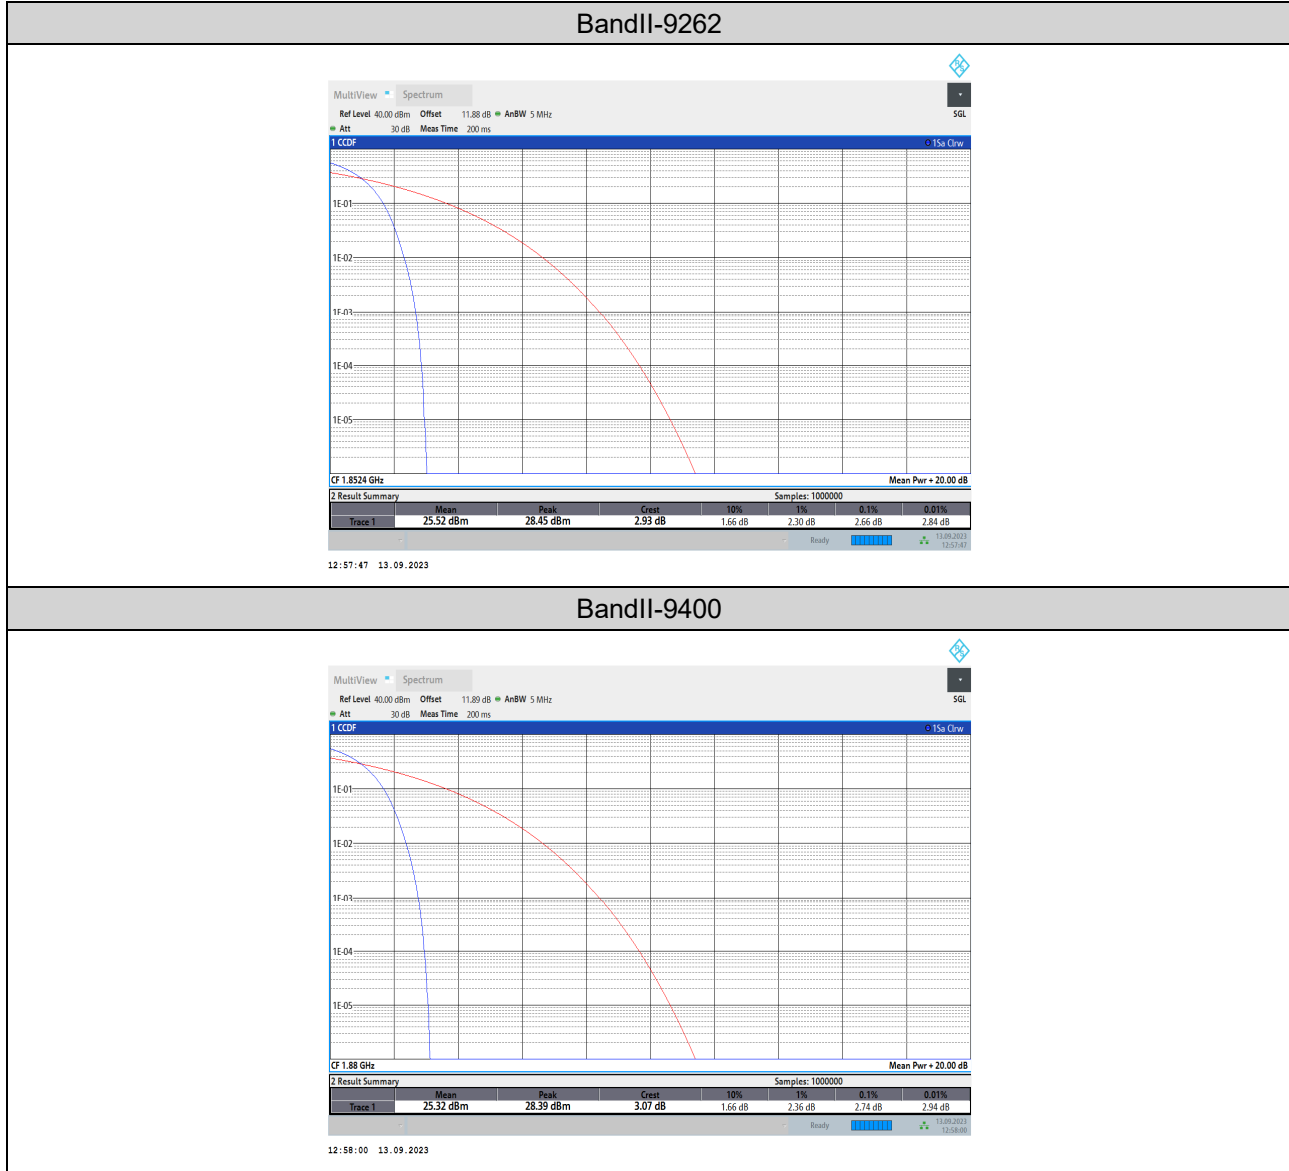 BandII-9262
MultiView Spectrum
Ref Level 40.00 dBm Offset 11.88 dB AnBW 5 MHz SGL
Att 30 dB Meas Time 200 ms
1 CCDF 1Sa Clrw
1E-01
1E-02
1E-03
1E-04
1E-05
CF 1.8524 GHz Mean Pwr + 20.00 dB
2 Result Summary Samples: 1000000
Mean Peak Crest 10% 1% 0.1% 0.01%
Trace 1 25.52 dBm 28.45 dBm 2.93 dB 1.66 dB 2.30 dB 2.66 dB 2.84 dB
Ready 13.09.2023
12:57:47
12:57:47 13.09.2023
BandII-9400
MultiView Spectrum
Ref Level 40.00 dBm Offset 11.89 dB AnBW 5 MHz SGL
Att 30 dB Meas Time 200 ms
1 CCDF 1Sa Clrw
1E-01
1E-02
1E-03
1E-04
1E-05
CF 1.88 GHz Mean Pwr + 20.00 dB
2 Result Summary Samples: 1000000
Mean Peak Crest 10% 1% 0.1% 0.01%
Trace 1 25.32 dBm 28.39 dBm 3.07 dB 1.66 dB 2.36 dB 2.74 dB 2.94 dB
Ready 13.09.2023
12:58:00
12:58:00 13.09.2023